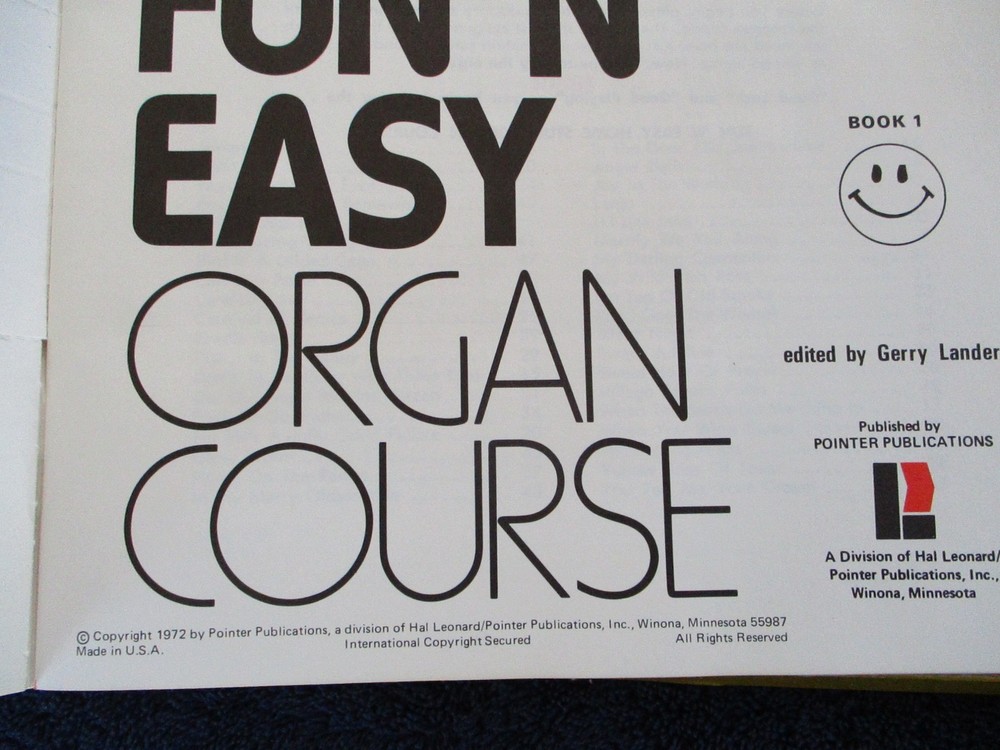 FUN 'N
EASY
ORGAN
COURSE
BOOK 1
edited by Gerry Lander
Published by
POINTER PUBLICATIONS
A Division of Hal Leonard/
Pointer Publications, Inc.,
Winona, Minnesota
© Copyright 1972 by Pointer Publications, a division of Hal Leonard/Pointer Publications, Inc., Winona, Minnesota 55987
Made in U.S.A. International Copyright Secured All Rights Reserved